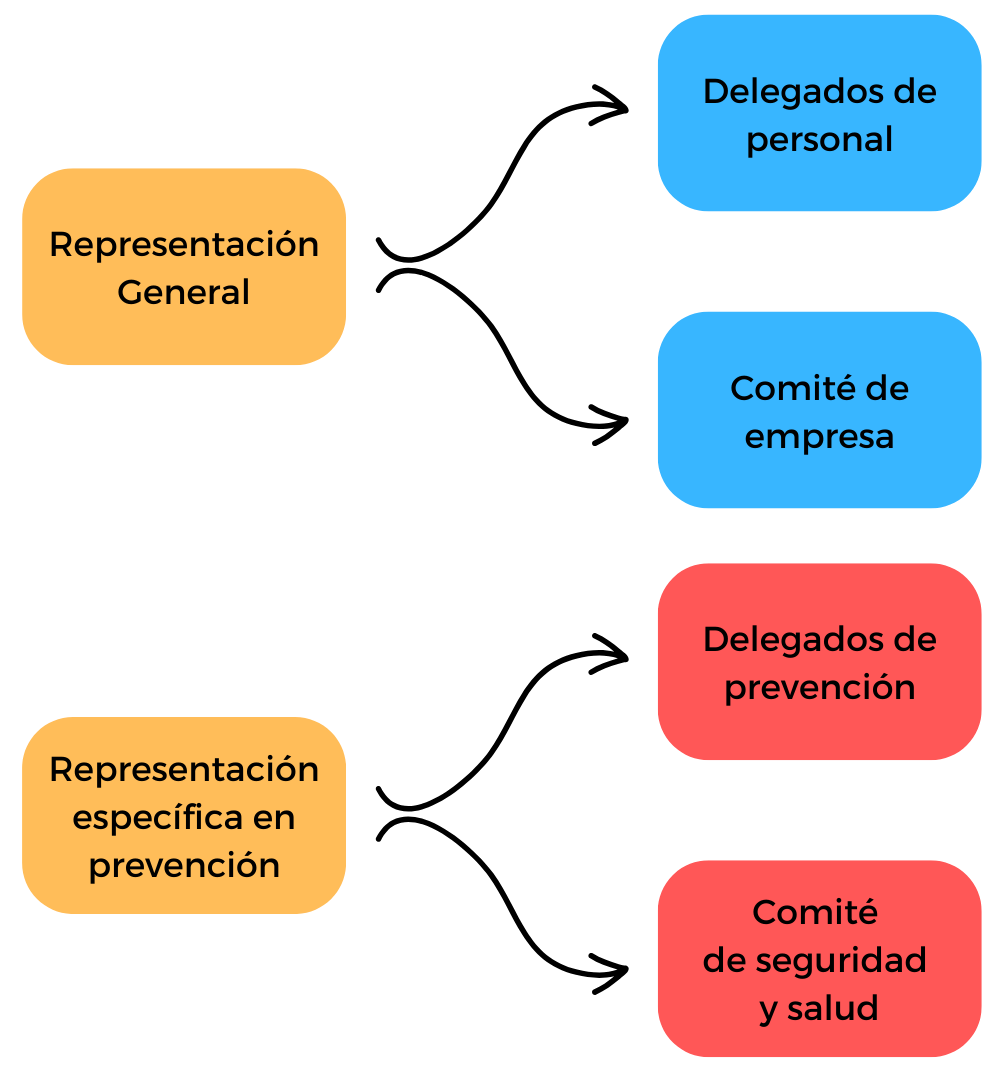 Representación
General
Delegados de
personal
Comité de
empresa
Representación
específica en
prevención
Delegados de
prevención
Comité
de seguridad
y salud